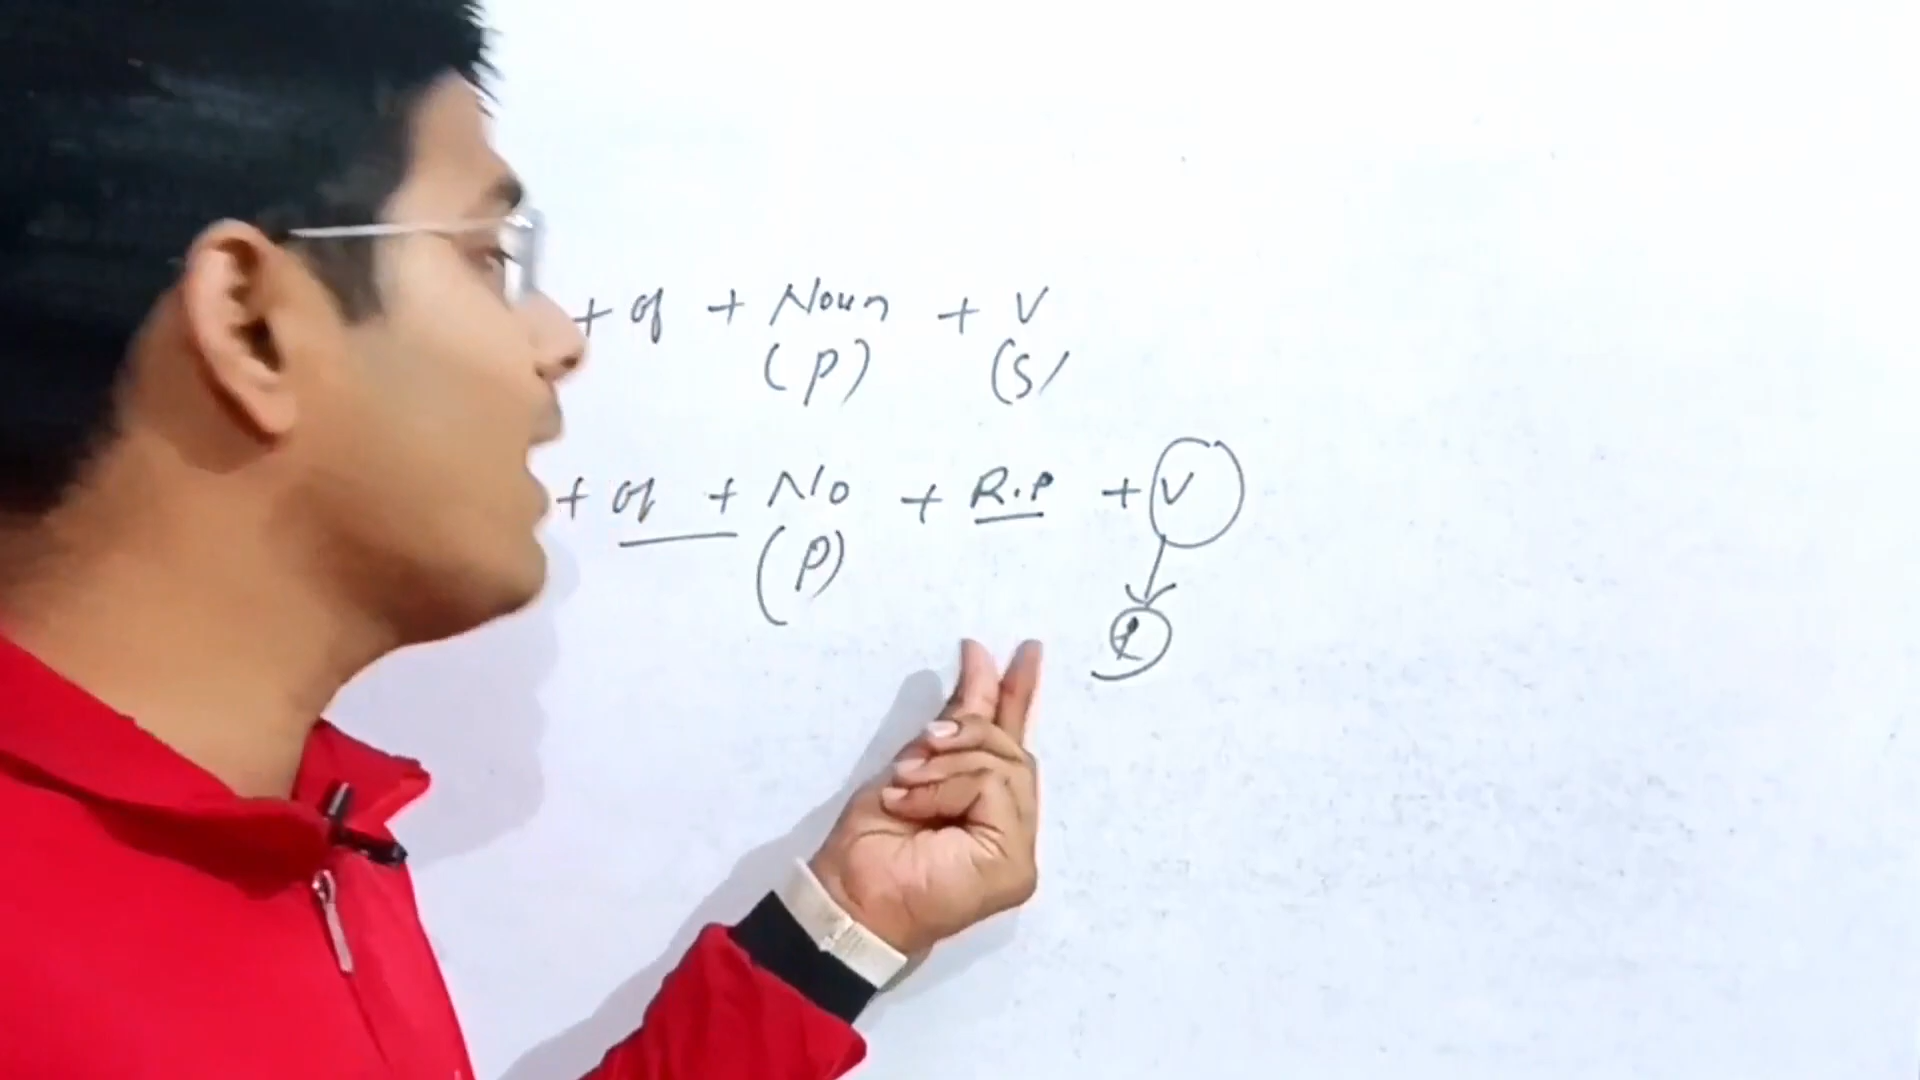 + of + Noun + V
(P) (S)
+ of + No + R.P + V
(P)